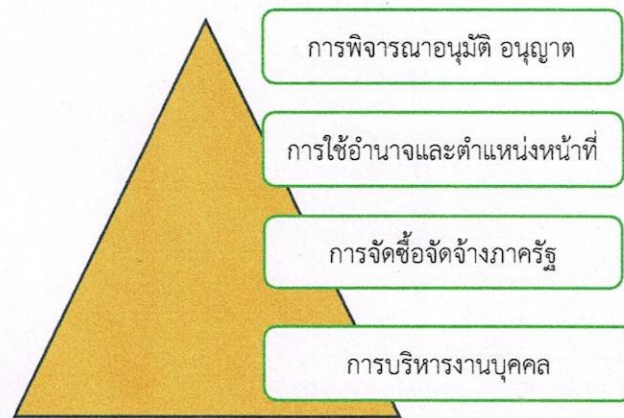 การพิจารณาอนุมัติ อนุญาต
การใช้อำนาจและตำแหน่งหน้าที่
การจัดซื้อจัดจ้างภาครัฐ
การบริหารงานบุคคล